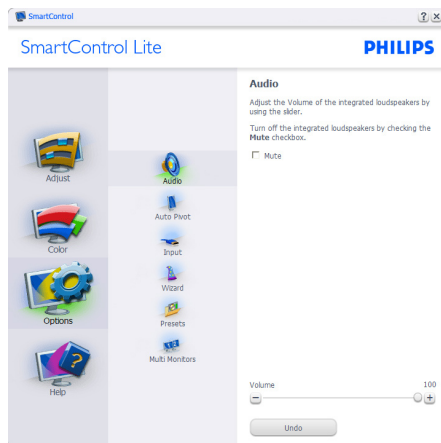 SmartControl
SmartControl Lite
PHILIPS
Adjust
Color
Options
Help
Audio
Auto Pivot
Input
Wizard
Presets
Multi Monitors
Audio
Adjust the Volume of the integrated loudspeakers by
using the slider.
Turn off the integrated loudspeakers by checking the
Mute checkbox.
Mute
Volume 100
Undo